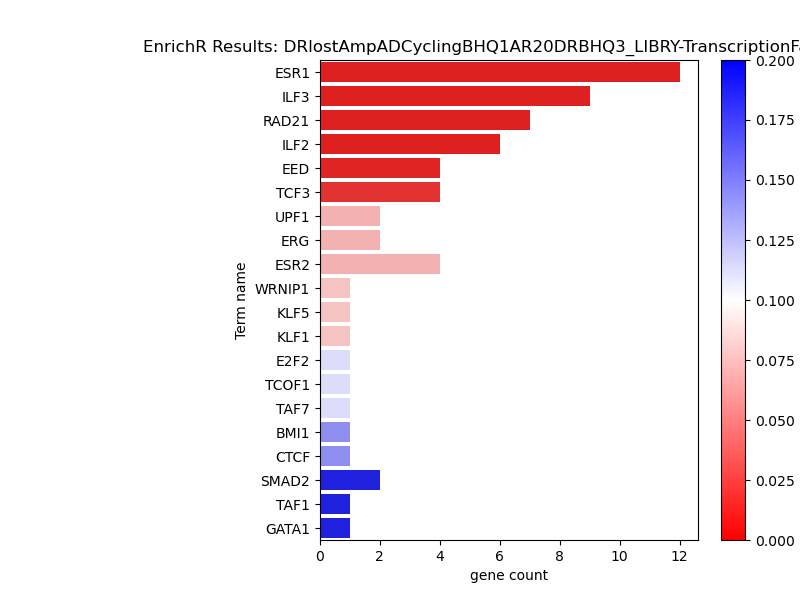 EnrichR Results: DRlostAmpADCyclingBHQ1AR20DRBHQ3_LIBRY-TranscriptionFa
ESR1
ILF3
RAD21
ILF2
EED
TCF3
UPF1
ERG
ESR2
WRNIP1
KLF5
KLF1
E2F2
TCOF1
TAF7
BMI1
CTCF
SMAD2
TAF1
GATA1
Term name
0 2 4 6 8 10 12
gene count
0.200
0.175
0.150
0.125
0.100
0.075
0.050
0.025
0.000